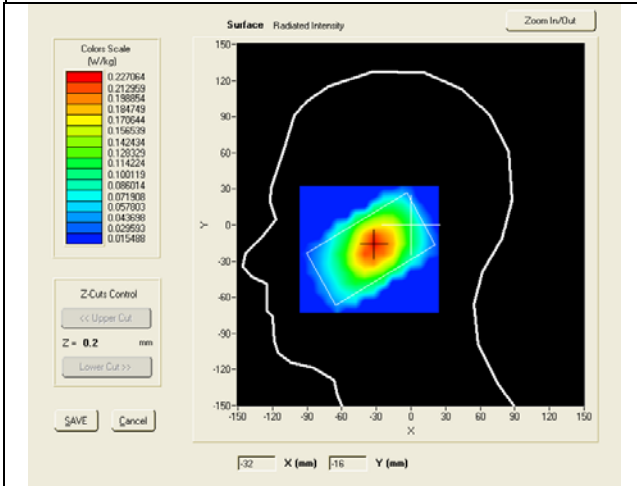 Surface Radiated Intensity
Zoom In/Out
Colors Scale
(W/kg)
0.227064
0.212959
0.198854
0.184749
0.170644
0.156539
0.142434
0.128329
0.114224
0.100119
0.086014
0.071908
0.057803
0.043698
0.029593
0.015488
Z-Cuts Control
<< Upper Cut
Z = 0.2 mm
Lower Cut >>
SAVE Cancel
150
120
90
60
30
0
-30
-60
-90
-120
-150
Y
-150 -120 -90 -60 -30 0 30 60 90 120 150
X
-32 X (mm) -16 Y (mm)